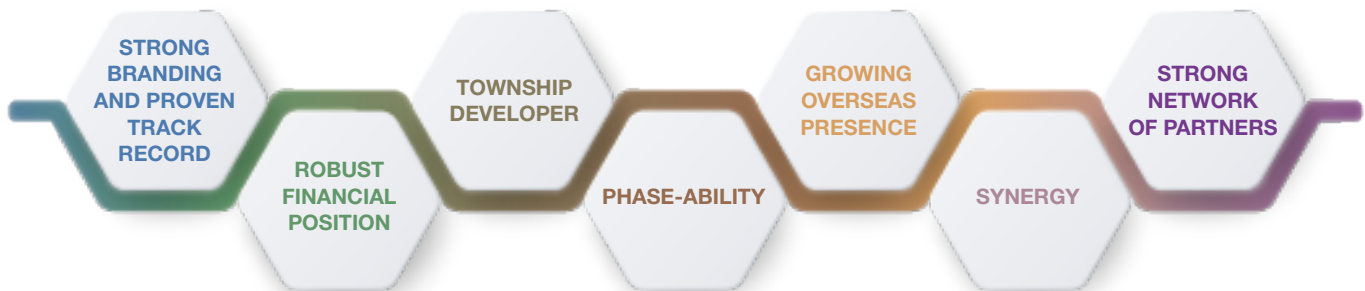 STRONG
BRANDING
AND PROVEN
TRACK
RECORD
ROBUST
FINANCIAL
POSITION
TOWNSHIP
DEVELOPER
PHASE-ABILITY
GROWING
OVERSEAS
PRESENCE
SYNERGY
STRONG
NETWORK
OF PARTNERS